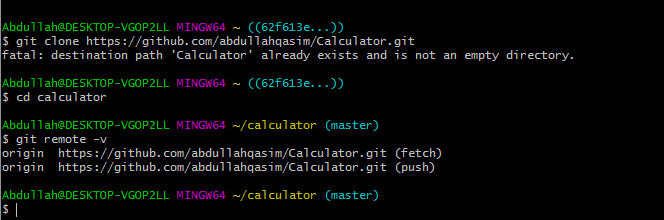 Abdullah@DESKTOP-VGOP2LL MINGW64 ~ ((62f613e...))
$ git clone https://github.com/abdullahqasim/Calculator.git
fatal: destination path 'Calculator' already exists and is not an empty directory.
Abdullah@DESKTOP-VGOP2LL MINGW64 ~ ((62f613e...))
$ cd calculator
Abdullah@DESKTOP-VGOP2LL MINGW64 ~/calculator (master)
$ git remote -v
origin  https://github.com/abdullahqasim/Calculator.git (fetch)
origin  https://github.com/abdullahqasim/Calculator.git (push)
Abdullah@DESKTOP-VGOP2LL MINGW64 ~/calculator (master)
$